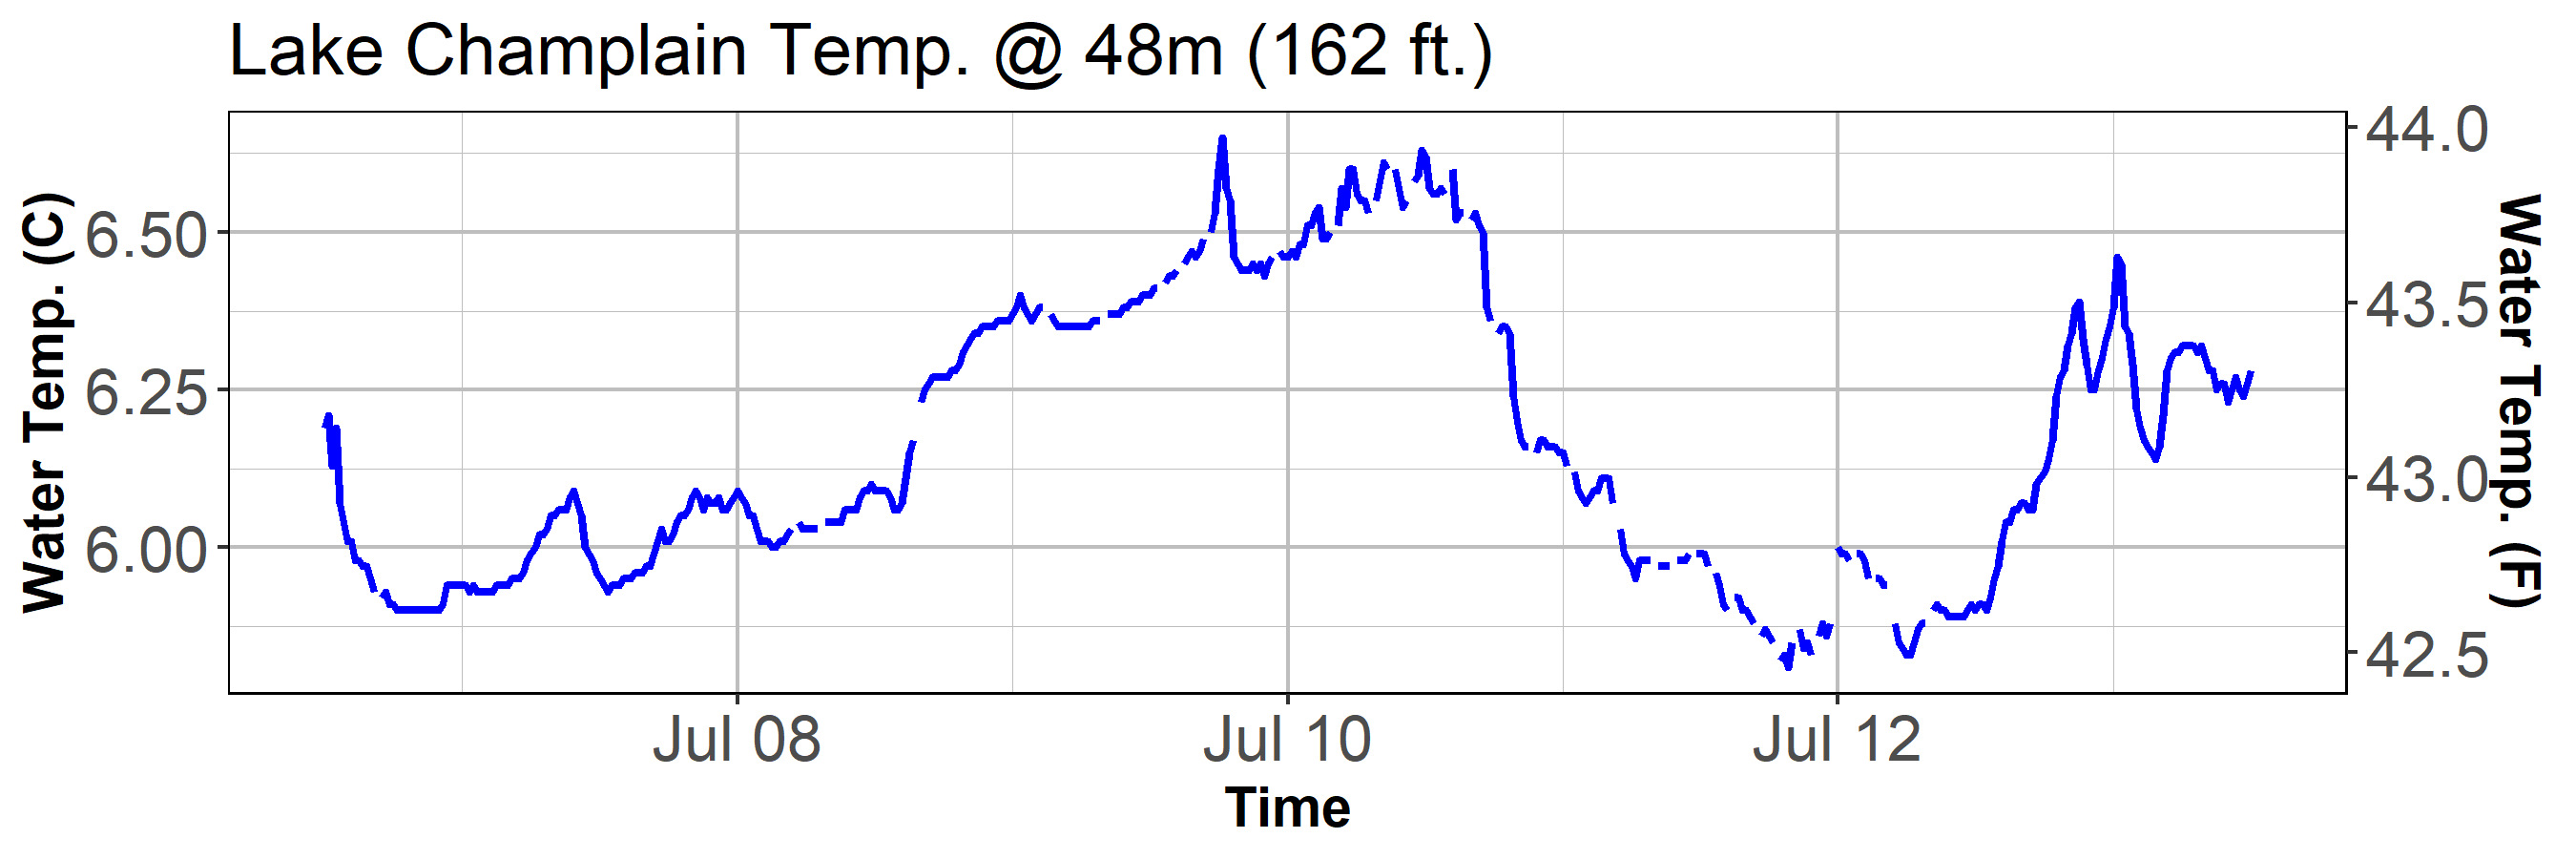 Lake Champlain Temp. @ 48m (162 ft.)
Water Temp. (C)
6.50
6.25
6.00
44.0
43.5
43.0
42.5
Water Temp. (F)
Jul 08 Jul 10 Jul 12
Time